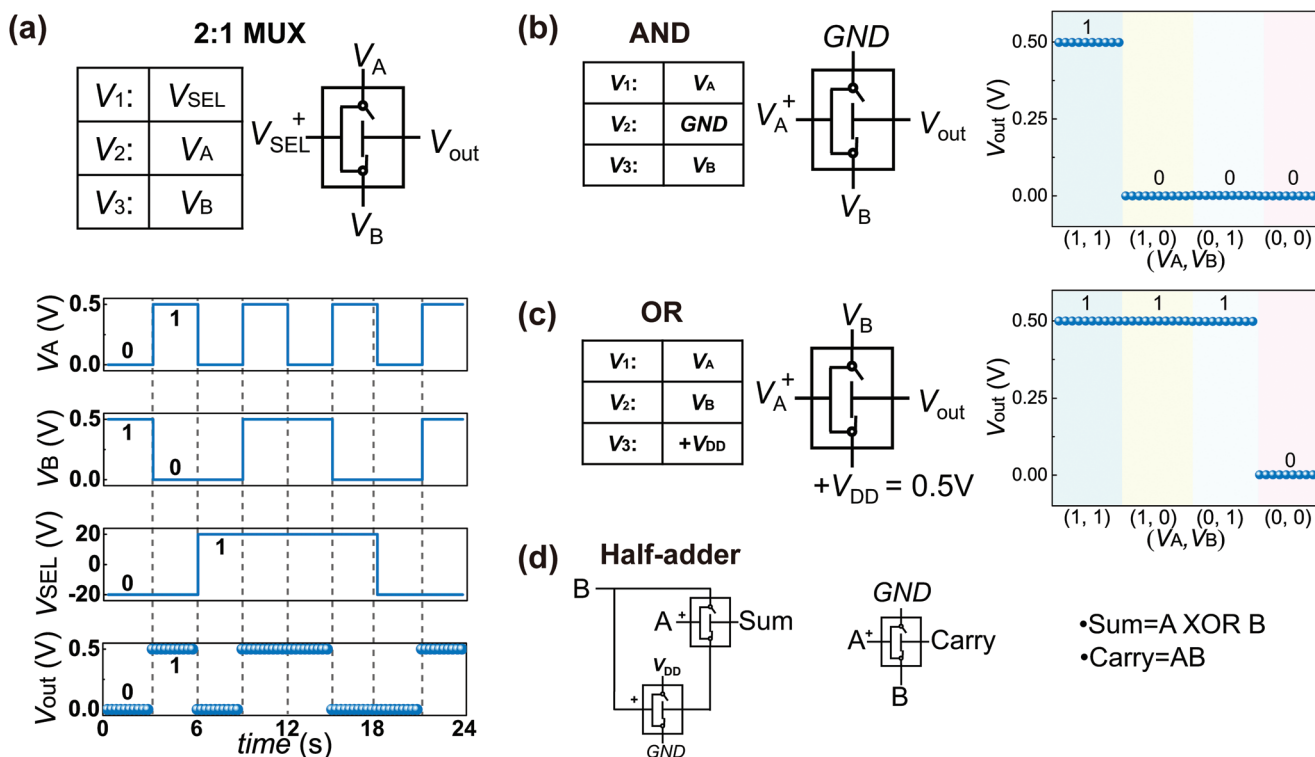 (a)
2:1 MUX
V1: VSEL
V2: VA
V3: VB
VA
VSEL+
Vout
VB
VA (V)
0.5
0.0
0
1
VB (V)
0.5
0.0
1
0
VSEL (V)
20
0
-20
0
1
Vout (V)
0.5
0.0
0
1
0 6 12 18 24
time (s)
(b)
AND
V1: VA
V2: GND
V3: VB
GND
VA+
Vout
VB
Vout (V)
0.50
0.00
1
0 0 0
(1, 1) (1, 0) (0, 1) (0, 0)
(VA,VB)
(c)
OR
V1: VA
V2: VB
V3: +VDD
VB
VA+
Vout
+VDD = 0.5V
Vout (V)
0.50
0.00
1 1 1
0
(1, 1) (1, 0) (0, 1) (0, 0)
(VA,VB)
(d)
Half-adder
B
A+
Sum
VDD
+
GND
GND
A+
Carry
B
•Sum=A XOR B
•Carry=AB